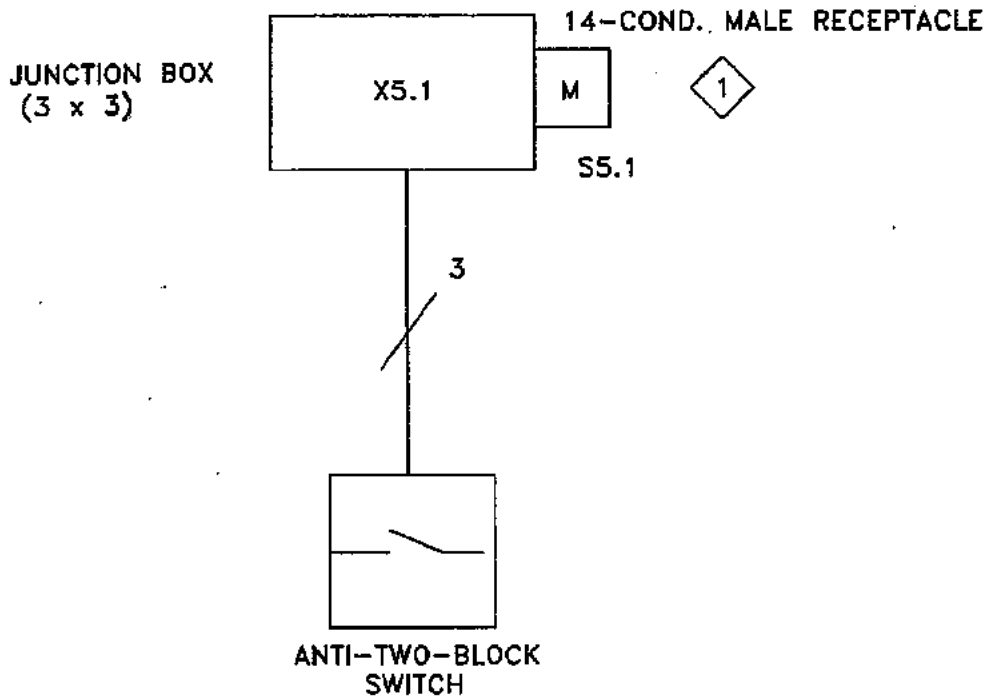 14-COND. MALE RECEPTACLE
JUNCTION BOX
(3 x 3)
X5.1
M
1
S5.1
3
ANTI-TWO-BLOCK
SWITCH